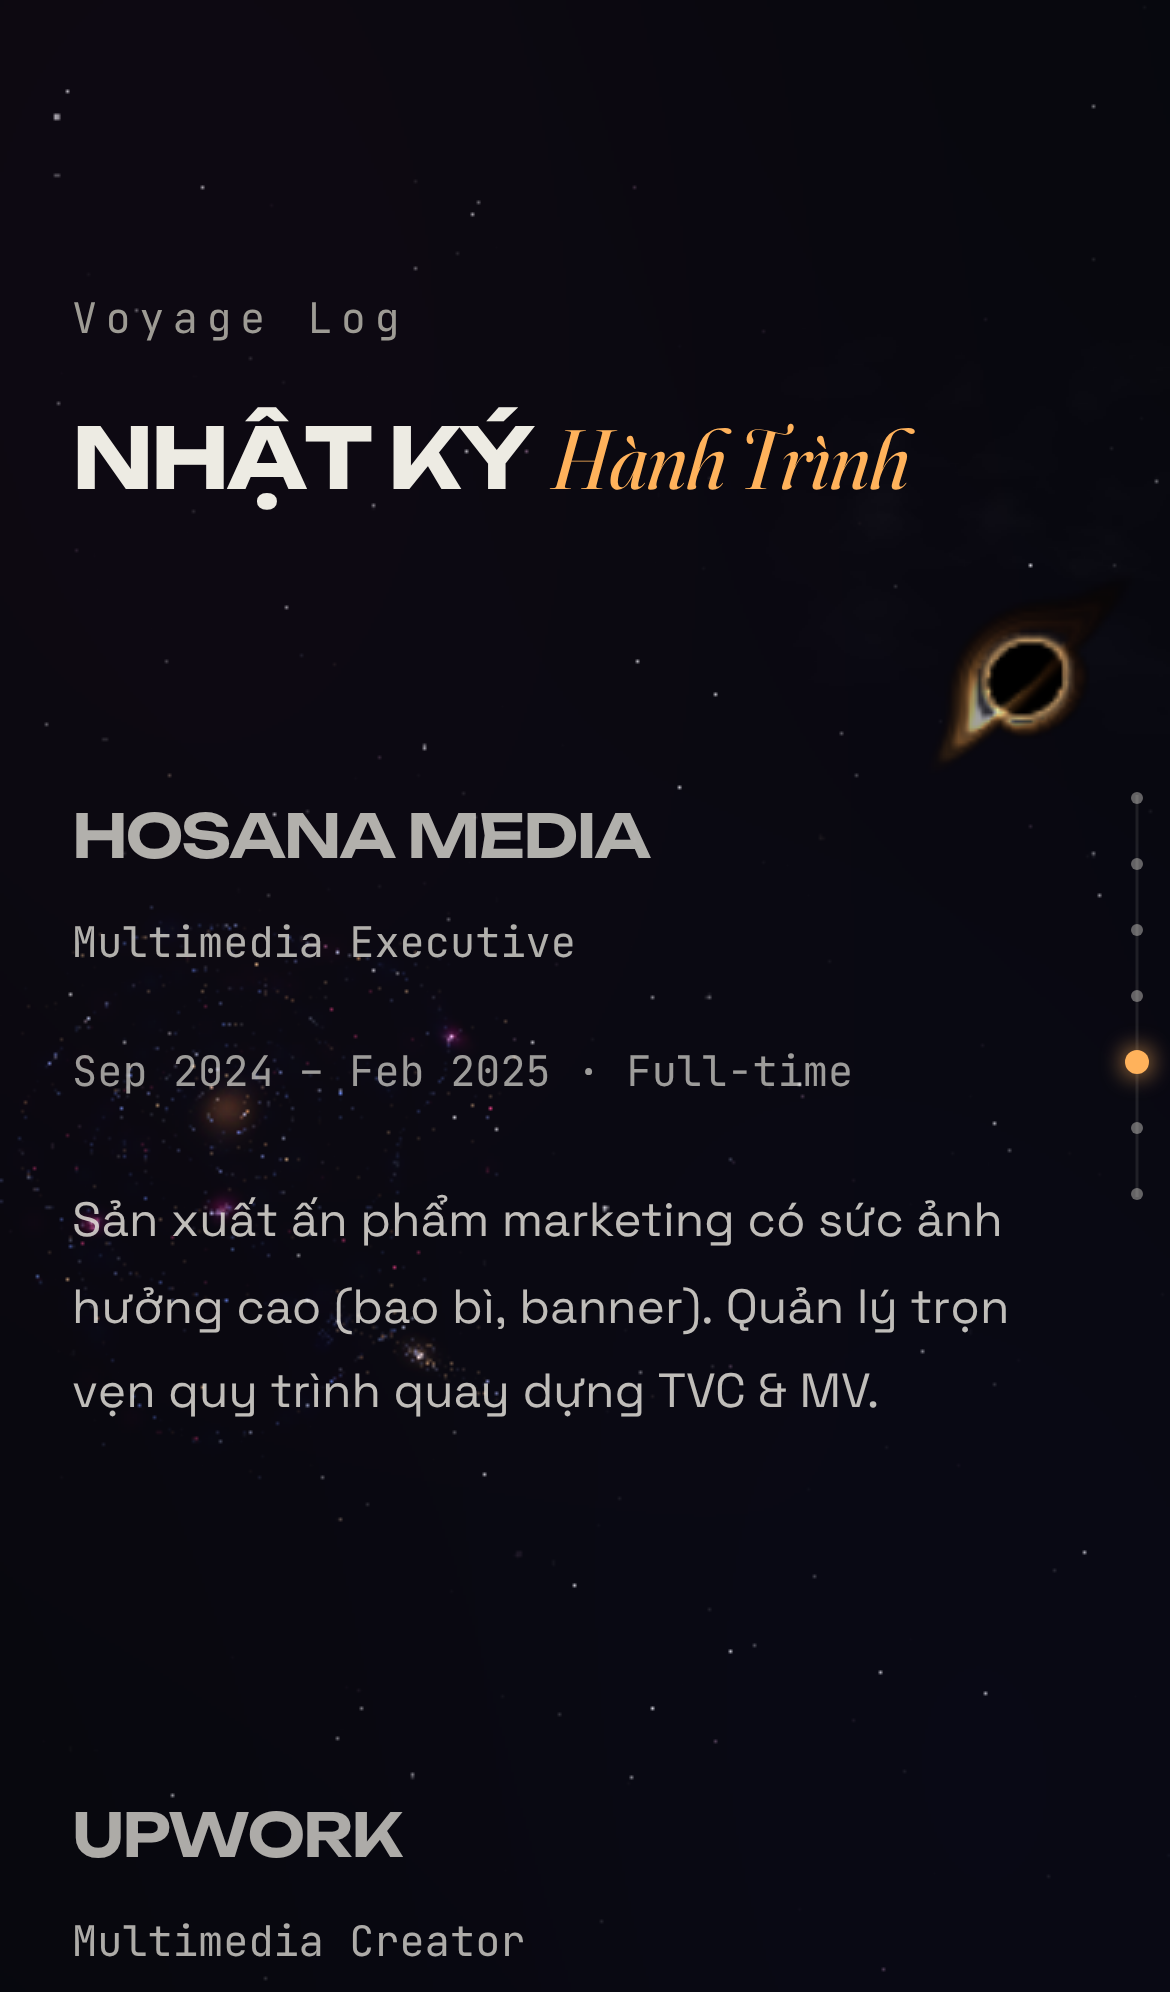 Voyage Log
NHẬT KÝ Hành Trình
HOSANA MEDIA
Multimedia Executive
Sep 2024 – Feb 2025 · Full-time
Sản xuất ấn phẩm marketing có sức ảnh
hưởng cao (bao bì, banner). Quản lý trọn
vẹn quy trình quay dựng TVC & MV.
UPWORK
Multimedia Creator